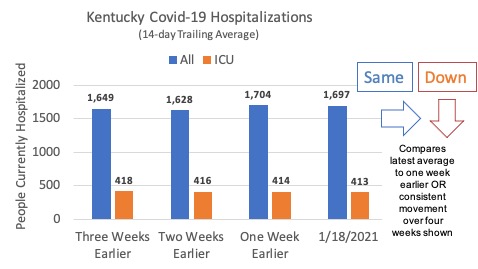 Kentucky Covid-19 Hospitalizations
(14-day Trailing Average)
All ICU
People Currently Hospitalized
2000
1500
1000
500
0
1,649
418
1,628
416
1,704
414
1,697
413
Three Weeks
Earlier
Two Weeks
Earlier
One Week
Earlier
1/18/2021
Same
Down
Compares
latest average
to one week
earlier OR
consistent
movement
over four
weeks shown